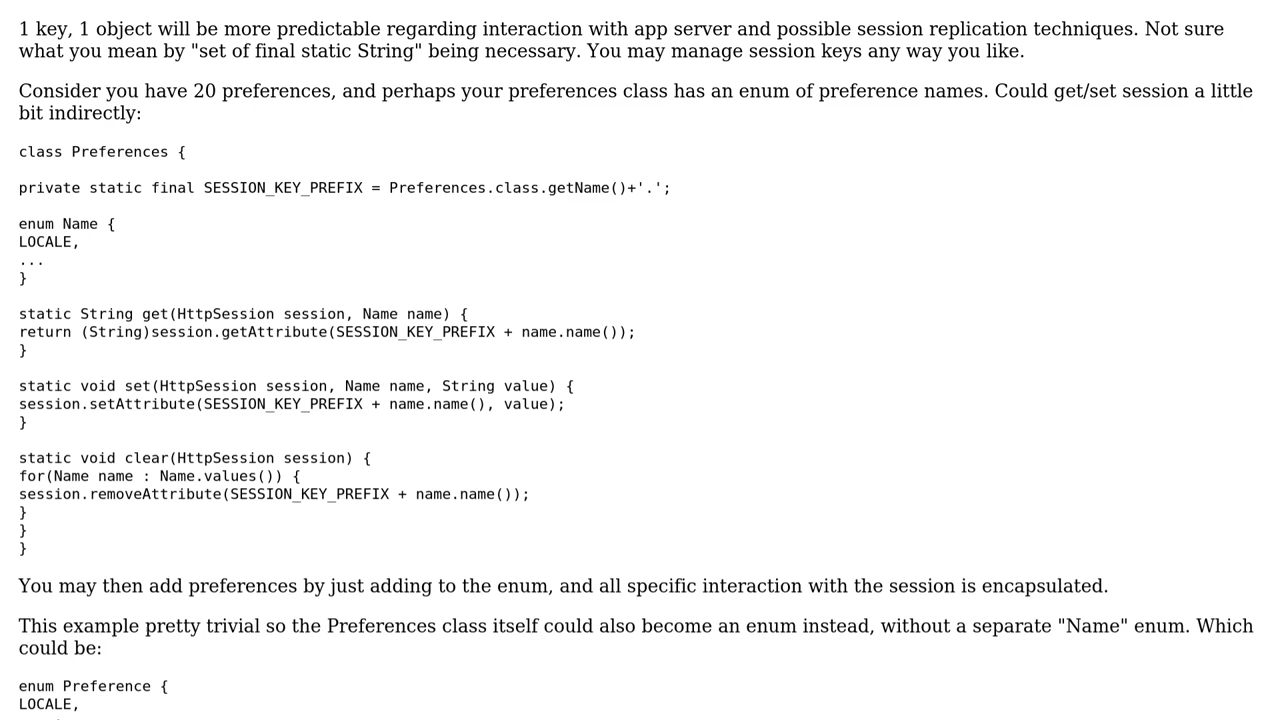 1 key, 1 object will be more predictable regarding interaction with app server and possible session replication techniques. Not sure
what you mean by "set of final static String" being necessary. You may manage session keys any way you like.
Consider you have 20 preferences, and perhaps your preferences class has an enum of preference names. Could get/set session a little
bit indirectly:
class Preferences {
private static final SESSION_KEY_PREFIX = Preferences.class.getName()+'.';
enum Name {
LOCALE,
...
}
static String get(HttpSession session, Name name) {
return (String)session.getAttribute(SESSION_KEY_PREFIX + name.name());
}
static void set(HttpSession session, Name name, String value) {
session.setAttribute(SESSION_KEY_PREFIX + name.name(), value);
}
static void clear(HttpSession session) {
for(Name name : Name.values()) {
session.removeAttribute(SESSION_KEY_PREFIX + name.name());
}
}
}
You may then add preferences by just adding to the enum, and all specific interaction with the session is encapsulated.
This example pretty trivial so the Preferences class itself could also become an enum instead, without a separate "Name" enum. Which
could be:
enum Preference {
LOCALE,